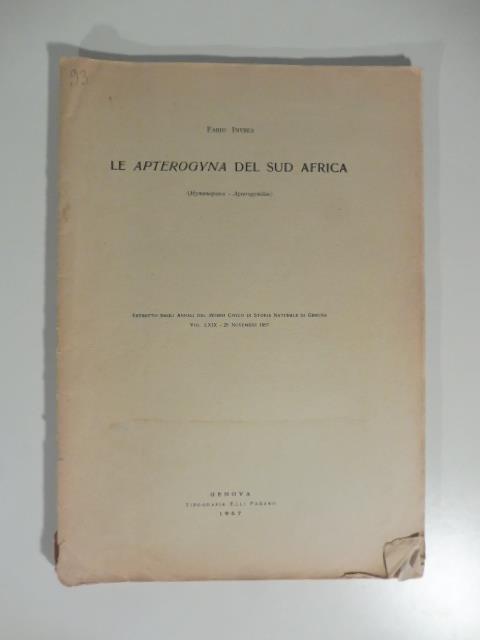 93
Fabio Invrea
LE APTEROGYNA DEL SUD AFRICA
(Hymenoptera - Apterogynidae)
Estratto dagli Annali del Museo Civico di Storia Naturale di Genova
Vol. LXIX - 25 Novembre 1957
GENOVA
Tipografia F.lli Pagano
1957